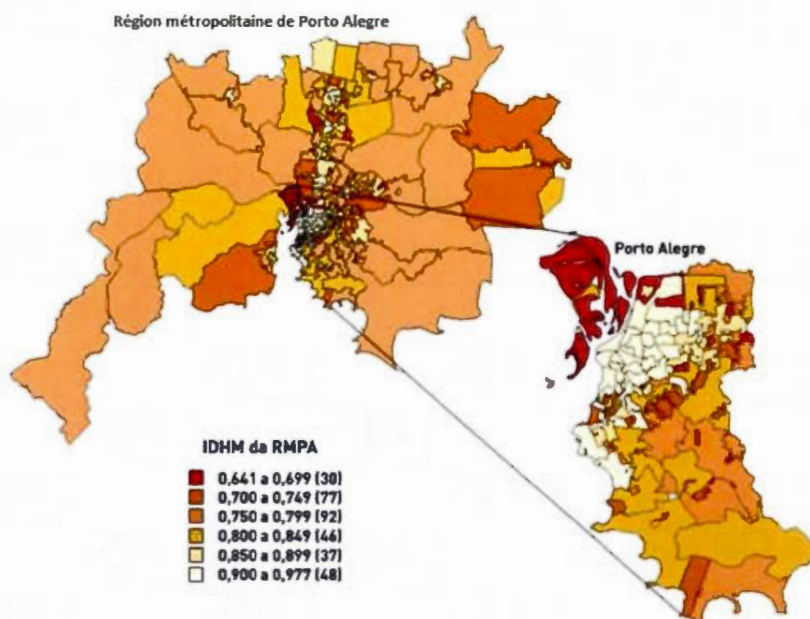 Région métropolitaine de Porto Alegre
Porto Alegre
IDHM da RMPA
0,641 a 0,699 (30)
0,700 a 0,749 (77)
0,750 a 0,799 (92)
0,800 a 0,849 (46)
0,850 a 0,899 (37)
0,900 a 0,977 (48)